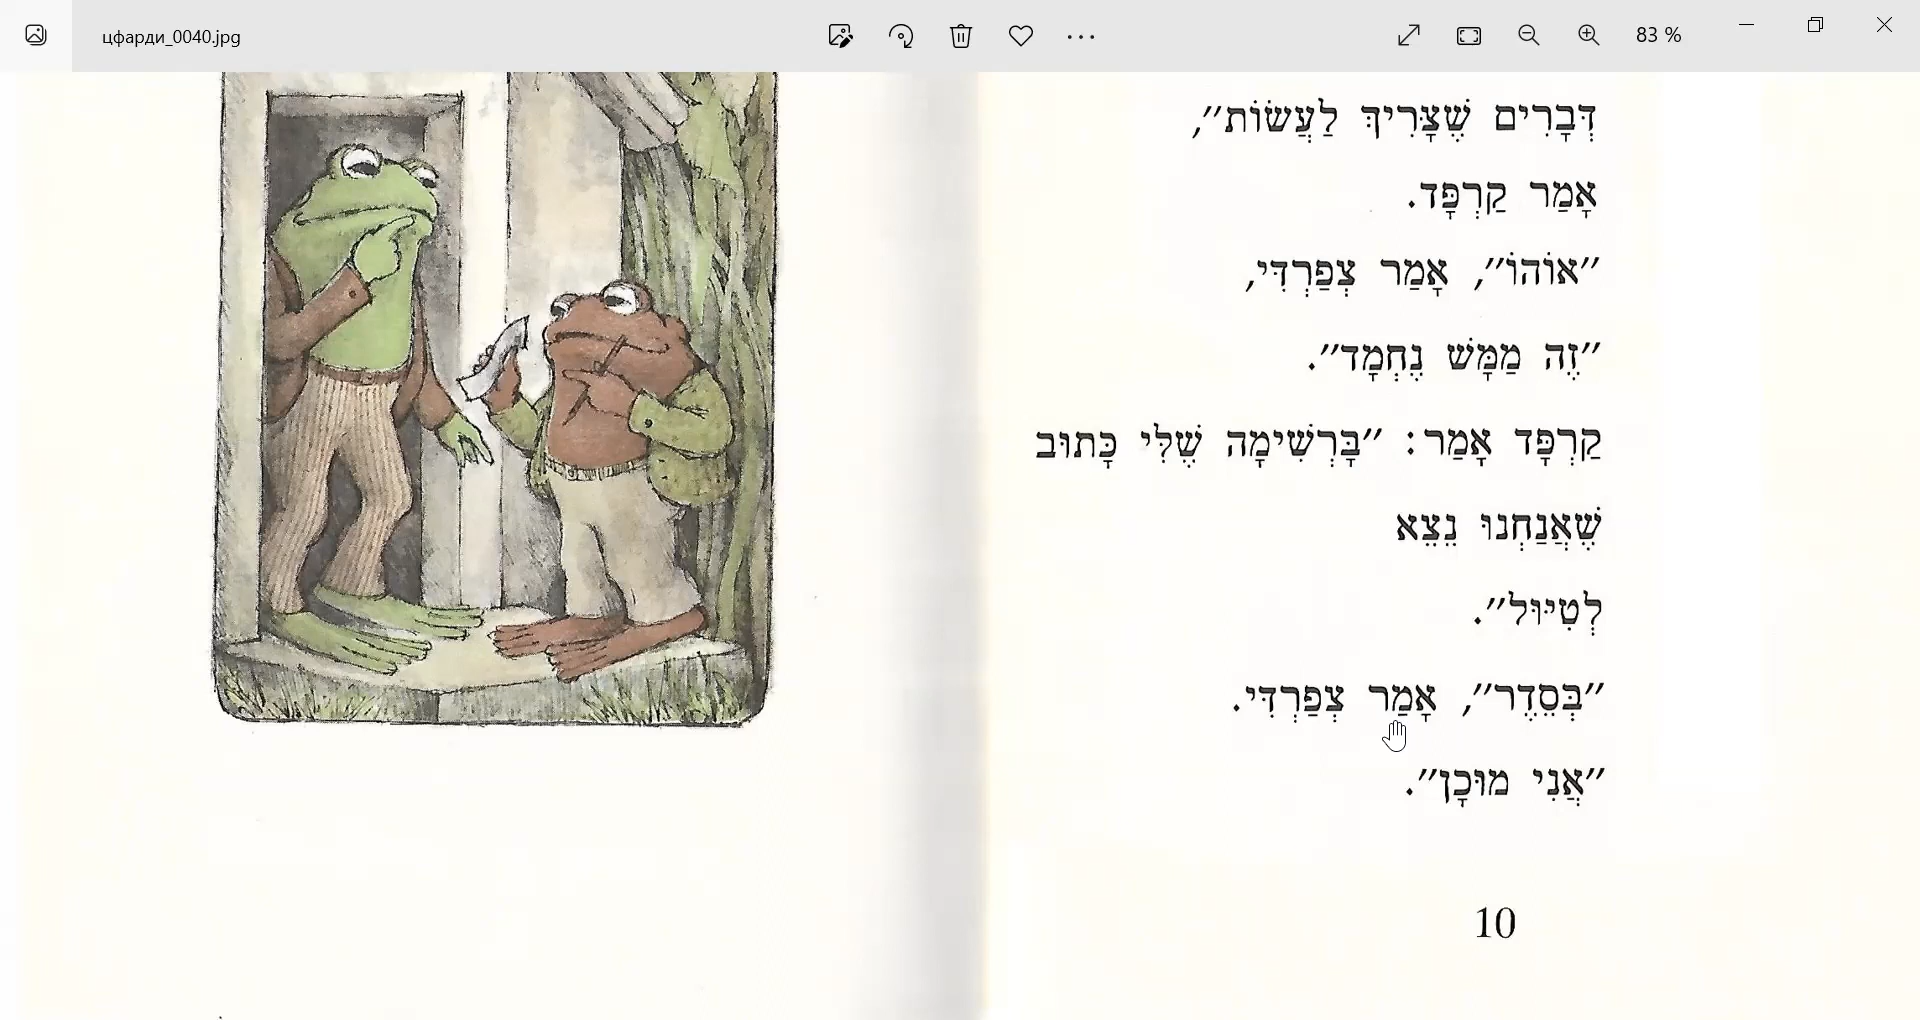 цфарди_0040.jpg
83 %
דְּבָרִים שֶׁצָּרִיךְ לַעֲשׂוֹת״,
אָמַר קַרְפָּד.
״אוֹהוֹ״, אָמַר צְפַרְדִּי,
״זֶה מַמָּשׁ נֶחְמָד״.
קַרְפָּד אָמַר: ״בָּרְשִׁימָה שֶׁלִּי כָּתוּב
שֶׁאֲנַחְנוּ נֵצֵא
לְטִיּוּל״.
״בְּסֵדֶר״, אָמַר צְפַרְדִּי.
״אֲנִי מוּכָן״.
10